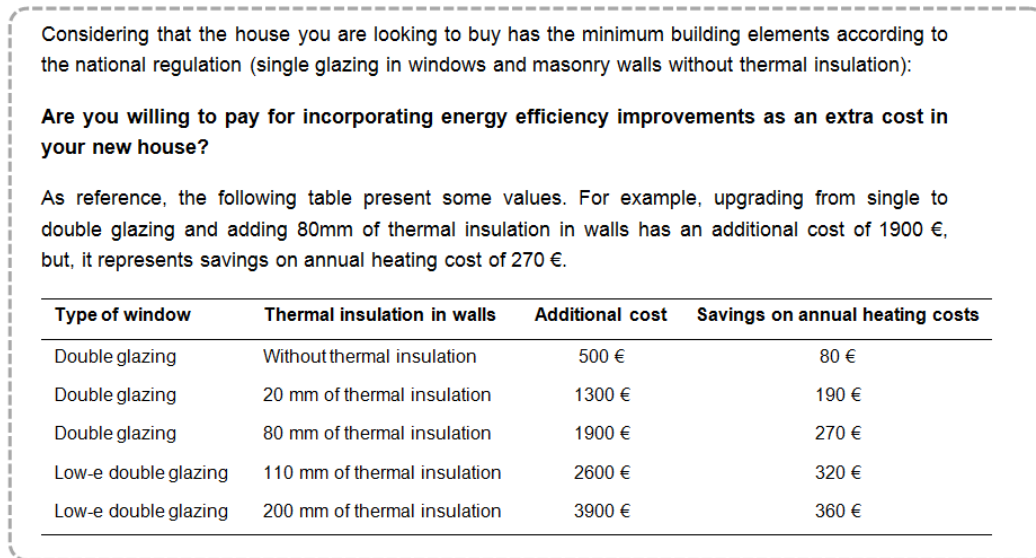 Considering that the house you are looking to buy has the minimum building elements according to
the national regulation (single glazing in windows and masonry walls without thermal insulation):
Are you willing to pay for incorporating energy efficiency improvements as an extra cost in
your new house?
As reference, the following table present some values. For example, upgrading from single to
double glazing and adding 80mm of thermal insulation in walls has an additional cost of 1900 €,
but, it represents savings on annual heating cost of 270 €.
Type of window Thermal insulation in walls Additional cost Savings on annual heating costs
Double glazing Without thermal insulation 500 € 80 €
Double glazing 20 mm of thermal insulation 1300 € 190 €
Double glazing 80 mm of thermal insulation 1900 € 270 €
Low-e double glazing 110 mm of thermal insulation 2600 € 320 €
Low-e double glazing 200 mm of thermal insulation 3900 € 360 €